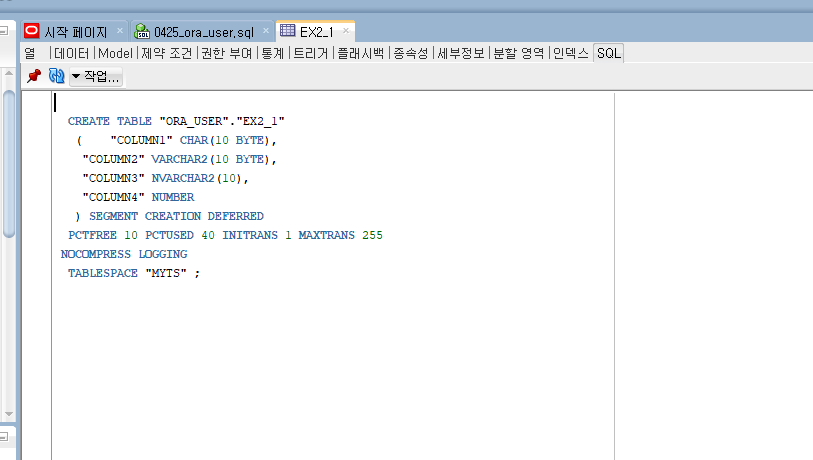 시작 페이지 0425_ora_user.sql EX2_1
열 데이터 Model 제약 조건 권한 부여 통계 트리거 플래시백 종속성 세부정보 분할 영역 인덱스 SQL
작업...
CREATE TABLE "ORA_USER"."EX2_1"
( "COLUMN1" CHAR(10 BYTE),
"COLUMN2" VARCHAR2(10 BYTE),
"COLUMN3" NVARCHAR2(10),
"COLUMN4" NUMBER
) SEGMENT CREATION DEFERRED
PCTFREE 10 PCTUSED 40 INITRANS 1 MAXTRANS 255
NOCOMPRESS LOGGING
TABLESPACE "MYTS" ;